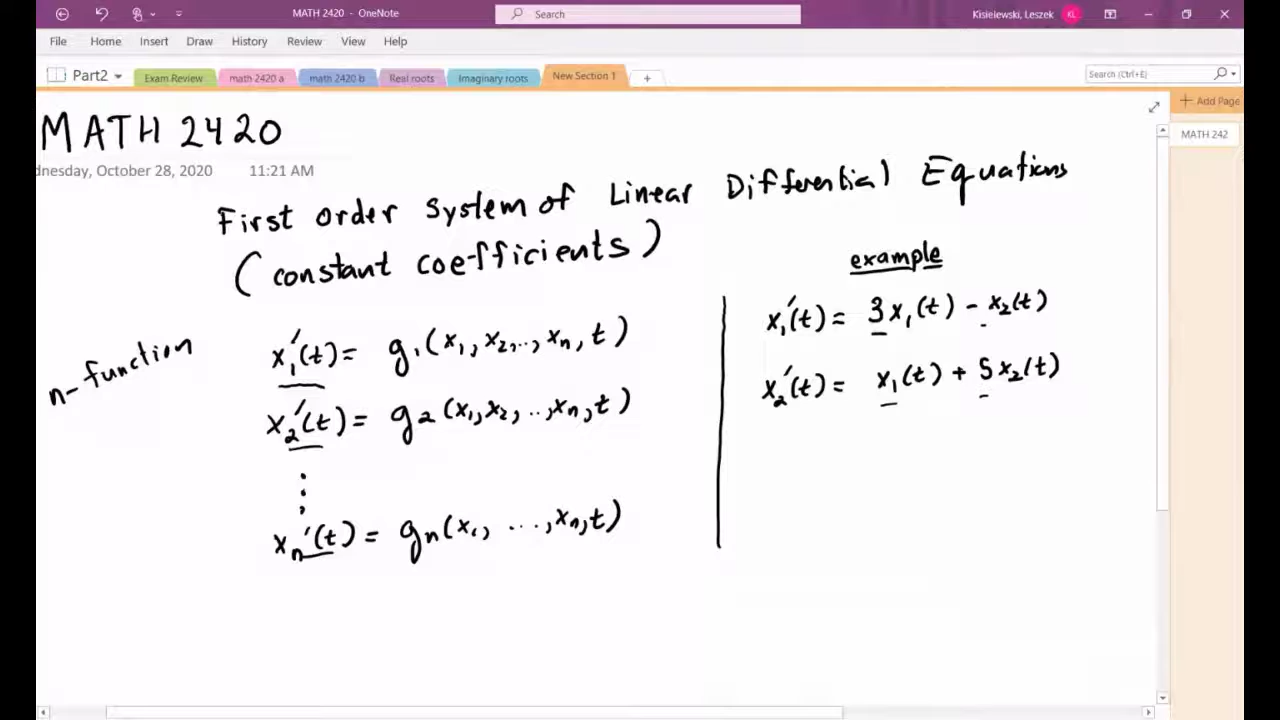 MATH 2420 - OneNote
Search
Kisielewski, Leszek KL
File Home Insert Draw History Review View Help
Part2 Exam Review math 2420 a math 2420 b Real roots Imaginary roots New Section 1 +
Search (Ctrl+E)
+ Add Page
MATH 242
MATH 2420
dnesday, October 28, 2020 11:21 AM
First order system of Linear Differential Equations
(constant coefficients)
example
n-function
x₁'(t) = g₁(x₁, x₂, .., xₙ, t)
x₂'(t) = g₂(x₁, x₂, .., xₙ, t)
⋮
xₙ'(t) = gₙ(x₁, ..., xₙ, t)
x₁'(t) = 3x₁(t) - x₂(t)
x₂'(t) = x₁(t) + 5x₂(t)